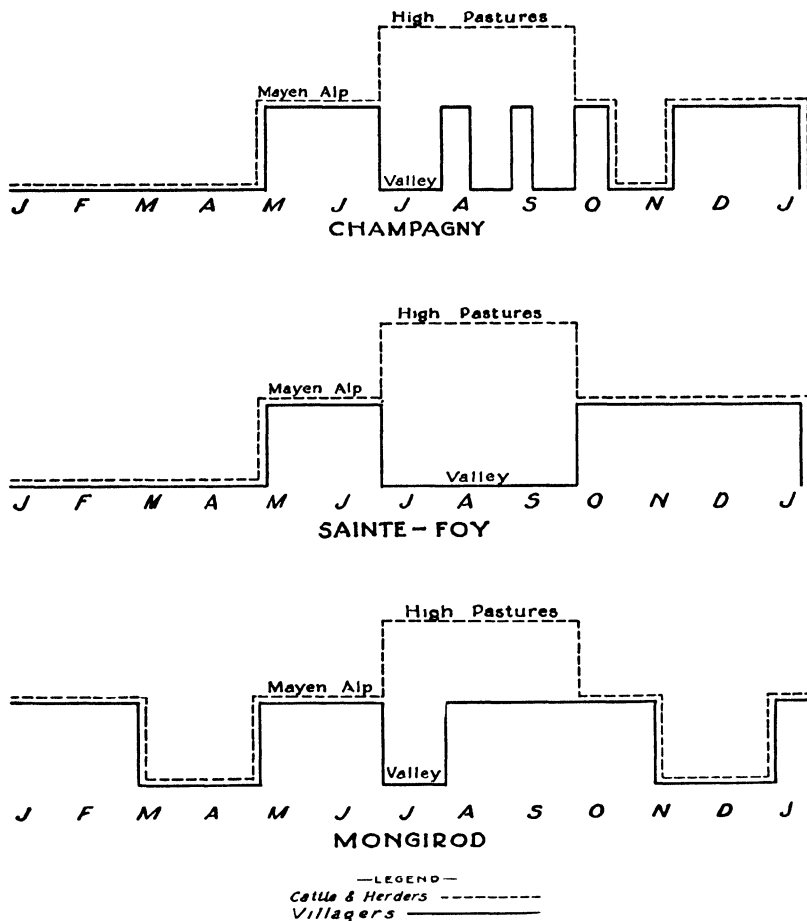 High Pastures
Mayen Alp
Valley
J F M A M J J A S O N D J
CHAMPAGNY
High Pastures
Mayen Alp
Valley
J F M A M J J A S O N D J
SAINTE-FOY
High Pastures
Mayen Alp
Valley
J F M A M J J A S O N D J
MONGIROD
—LEGEND—
Cattle & Herders
Villagers